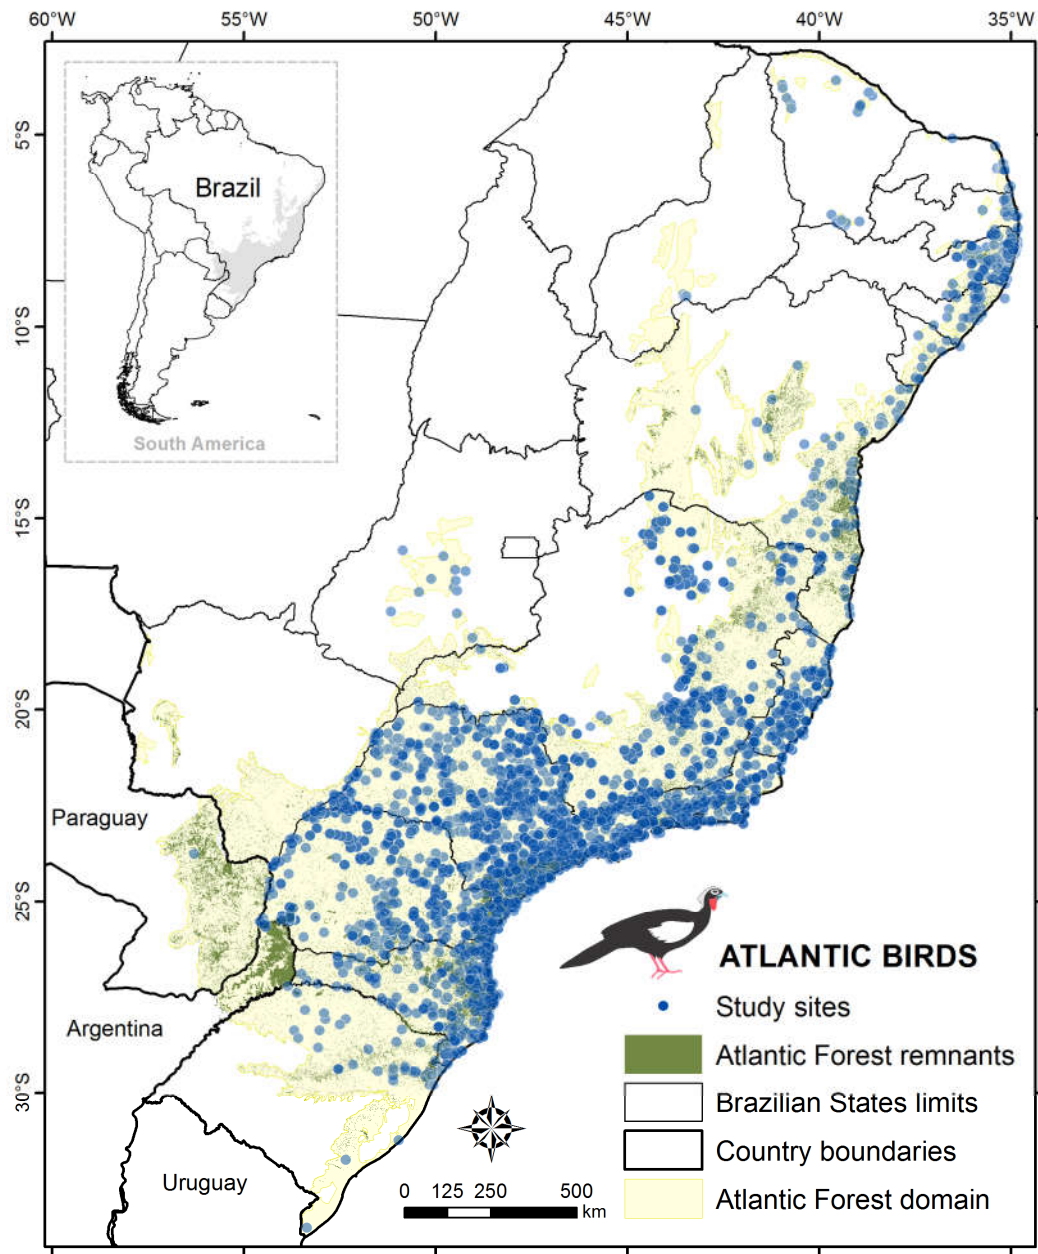 60°W 55°W 50°W 45°W 40°W 35°W
5°S
10°S
15°S
20°S
25°S
30°S
Brazil
South America
Paraguay
Argentina
Uruguay
ATLANTIC BIRDS
Study sites
Atlantic Forest remnants
Brazilian States limits
Country boundaries
Atlantic Forest domain
0 125 250 500
km